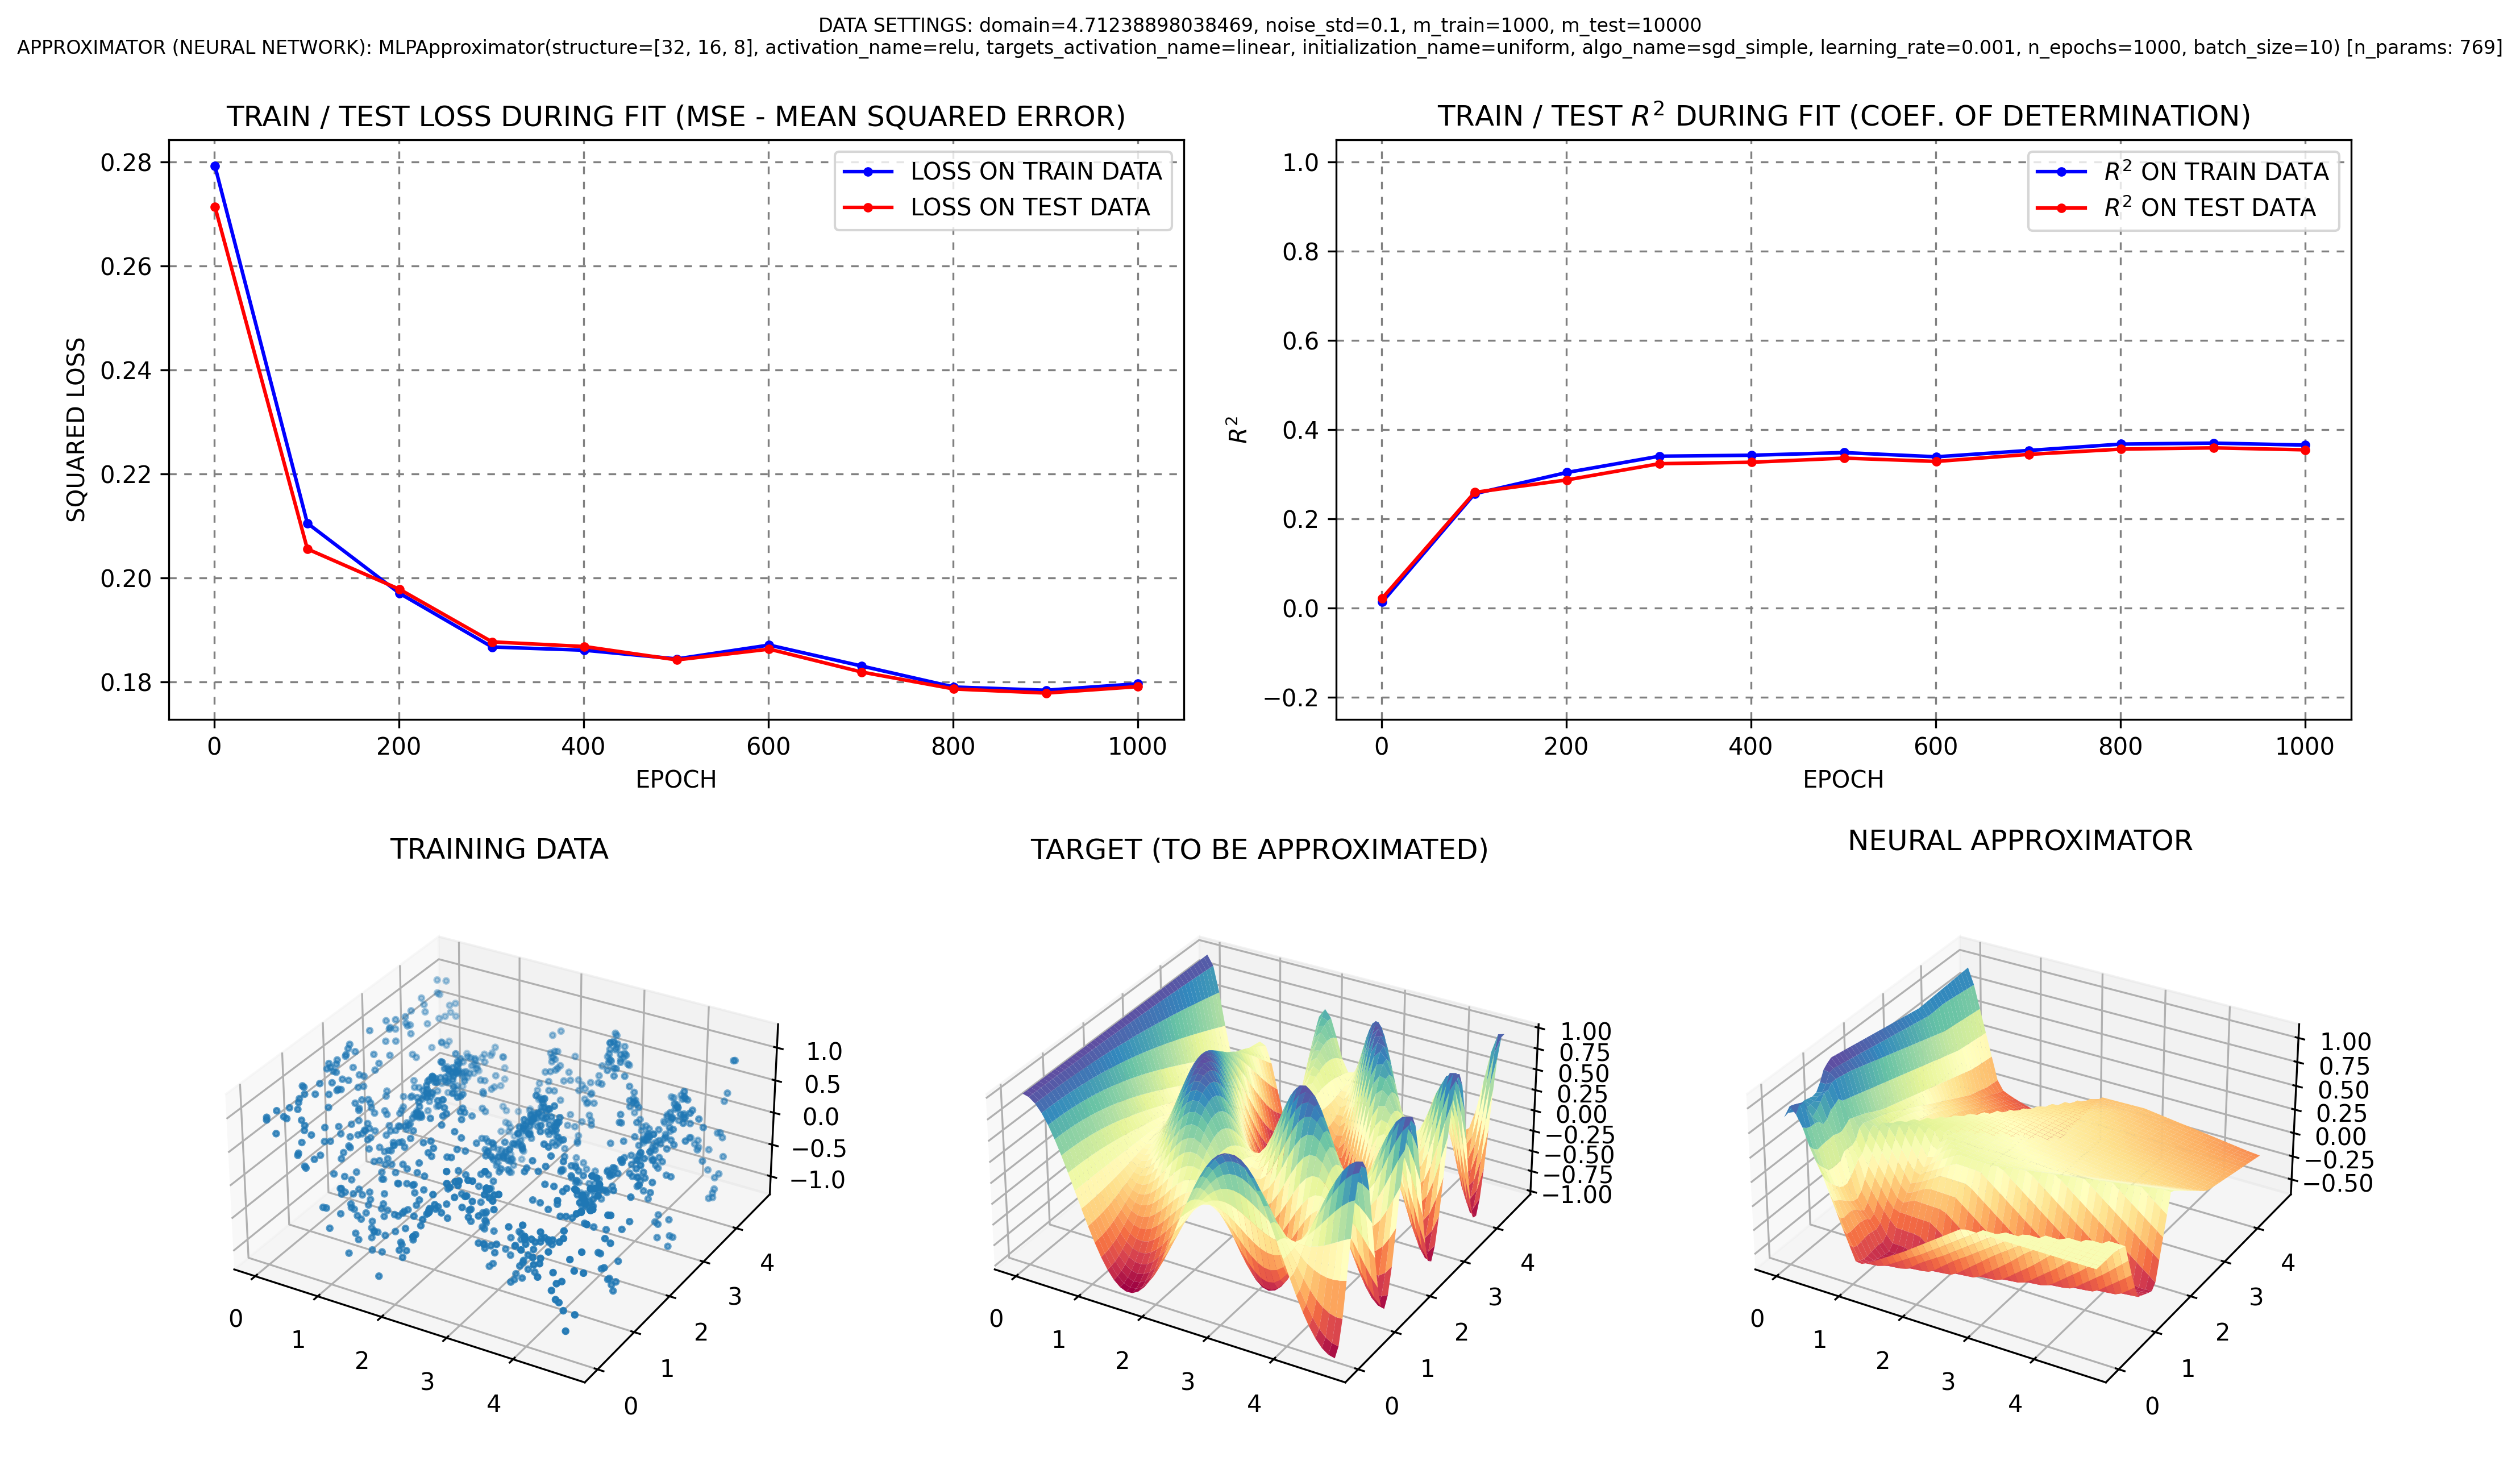 DATA SETTINGS: domain=4.71238898038469, noise_std=0.1, m_train=1000, m_test=10000
APPROXIMATOR (NEURAL NETWORK): MLPApproximator(structure=[32, 16, 8], activation_name=relu, targets_activation_name=linear, initialization_name=uniform, algo_name=sgd_simple, learning_rate=0.001, n_epochs=1000, batch_size=10) [n_params: 769]
TRAIN / TEST LOSS DURING FIT (MSE - MEAN SQUARED ERROR)
0.28
0.26
0.24
0.22
0.20
0.18
SQUARED LOSS
LOSS ON TRAIN DATA
LOSS ON TEST DATA
0 200 400 600 800 1000
EPOCH
TRAIN / TEST R² DURING FIT (COEF. OF DETERMINATION)
1.0
0.8
0.6
0.4
0.2
0.0
−0.2
R²
R² ON TRAIN DATA
R² ON TEST DATA
0 200 400 600 800 1000
EPOCH
TRAINING DATA
1.0
0.5
0.0
−0.5
−1.0
0 1 2 3 4
0 1 2 3 4
TARGET (TO BE APPROXIMATED)
1.00
0.75
0.50
0.25
0.00
−0.25
−0.50
−0.75
−1.00
0 1 2 3 4
0 1 2 3 4
NEURAL APPROXIMATOR
1.00
0.75
0.50
0.25
0.00
−0.25
−0.50
0 1 2 3 4
0 1 2 3 4